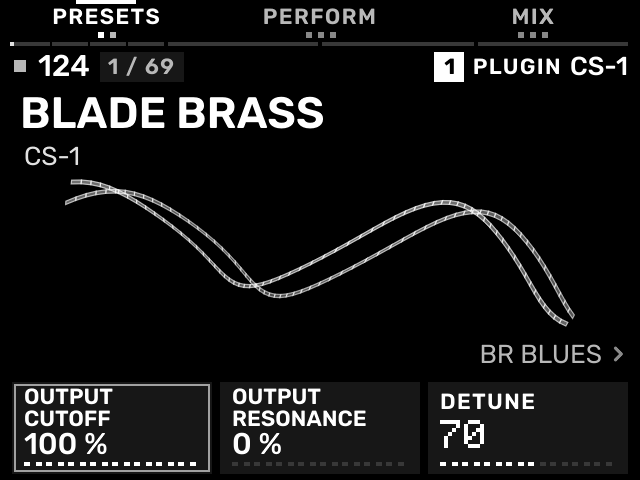 PRESETS PERFORM MIX
124 1 / 69 1 PLUGIN CS-1
BLADE BRASS
CS-1
BR BLUES >
OUTPUT CUTOFF
100 %
OUTPUT RESONANCE
0 %
DETUNE
70